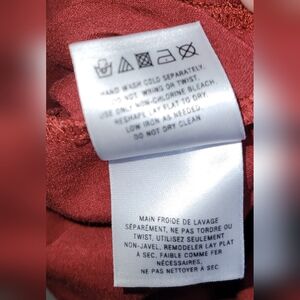 HAND WASH COLD SEPARATELY.
DO NOT WRING OR TWIST.
USE ONLY NON-CHLORINE BLEACH.
RESHAPE LAY FLAT TO DRY.
LOW IRON AS NEEDED.
DO NOT DRY CLEAN
MAIN FROIDE DE LAVAGE
SÉPARÉMENT, NE PAS TORDRE OU
TWIST, UTILISEZ SEULEMENT
NON-JAVEL, REMODELER LAY PLAT
A SEC, FAIBLE COMME FER
NÉCESSAIRES,
NE PAS NETTOYER A SEC